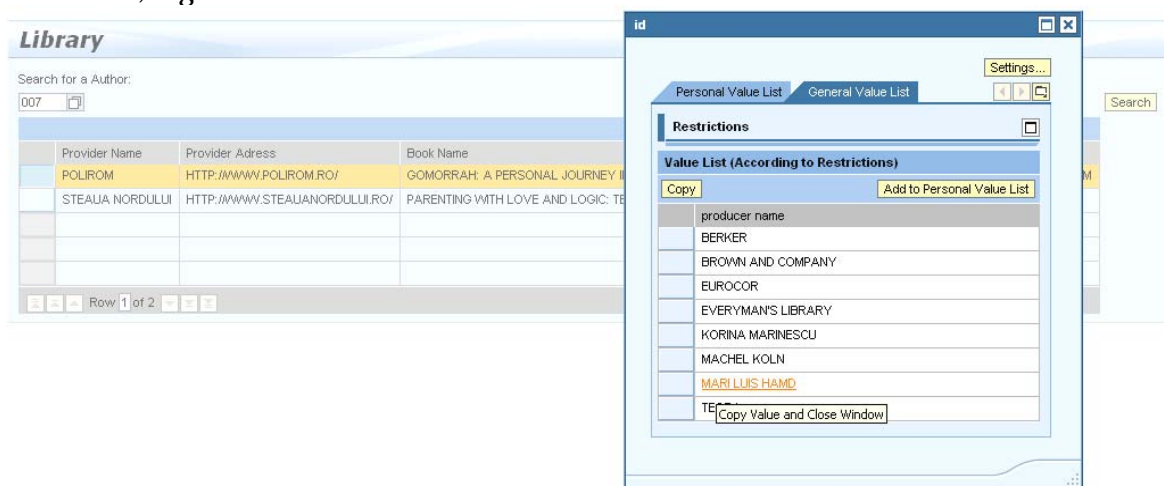 Library
Search for a Author:
007
Search
Provider Name Provider Adress Book Name
POLIROM HTTP://WWW.POLIROM.RO/ GOMORRAH: A PERSONAL JOURNEY
STEAUA NORDULUI HTTP://WWW.STEAUANORDULUI.RO/ PARENTING WITH LOVE AND LOGIC:
Row 1 of 2
id
Settings...
Personal Value List General Value List
Restrictions
Value List (According to Restrictions)
Copy Add to Personal Value List
producer name
BERKER
BROWN AND COMPANY
EUROCOR
EVERYMAN'S LIBRARY
KORINA MARINESCU
MACHEL KOLN
MARI LUIS HAMD
Copy Value and Close Window